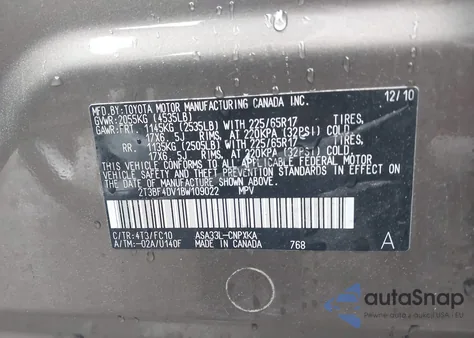 MFD.BY: TOYOTA MOTOR MANUFACTURING CANADA INC. 12/10
GVWR: 2055KG (4535LB)
GAWR: FRT. 1145KG (2535LB) WITH 225/65R17 TIRES,
17X6.5J RIMS, AT 220KPA (32PSI) COLD.
RR. 1135KG (2505LB) WITH 225/65R17 TIRES,
17X6.5J RIMS, AT 220KPA (32PSI) COLD.
THIS VEHICLE CONFORMS TO ALL APPLICABLE FEDERAL MOTOR
VEHICLE SAFETY AND THEFT PREVENTION STANDARDS IN EFFECT ON
THE DATE OF MANUFACTURE SHOWN ABOVE.
2T3BF4DV1BW109022 MPV
C/TR: 4T3/FC10 ASA33L-CNPXKA
A/TM: -02A/U140F MADE IN CANADA 768 A
autoSnap